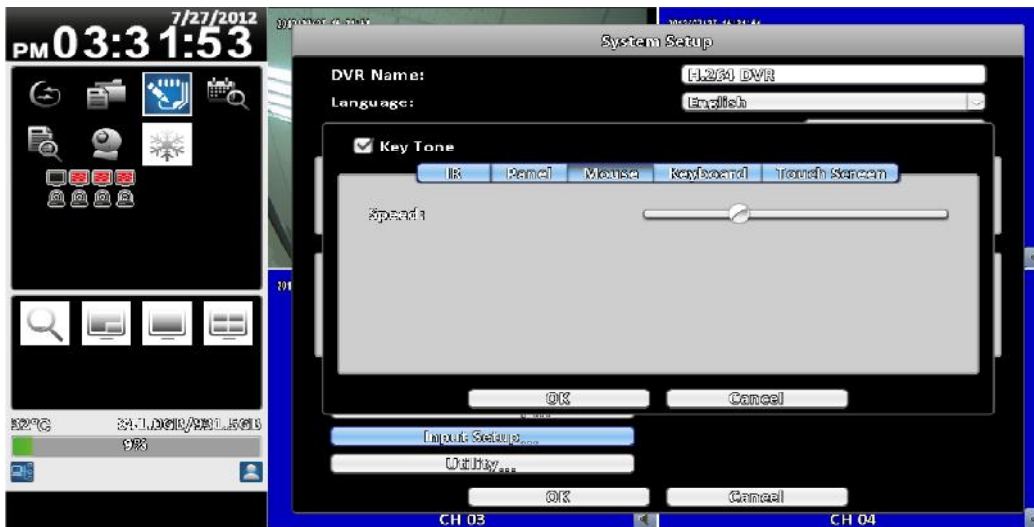 7/27/2012
PM 03:31:53
System Setup
DVR Name:
H.264 DVR
Language:
English
Key Tone
IR
Panel
Mouse
Keyboard
Touch Screen
Speed:
OK
Cancel
Input Setup...
Utility...
OK
Cancel
9%
CH 03
CH 04